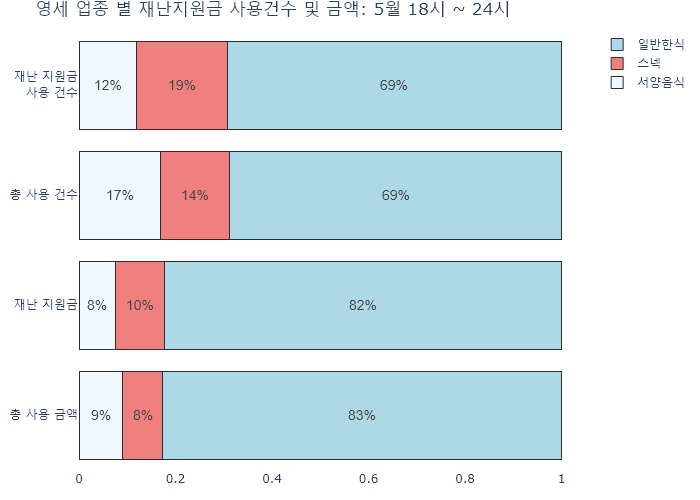 영세 업종 별 재난지원금 사용건수 및 금액: 5월 18시 ~ 24시
일반한식
스넥
서양음식
재난 지원금
사용 건수
12% 19% 69%
총 사용 건수
17% 14% 69%
재난 지원금
8% 10% 82%
총 사용 금액
9% 8% 83%
0 0.2 0.4 0.6 0.8 1